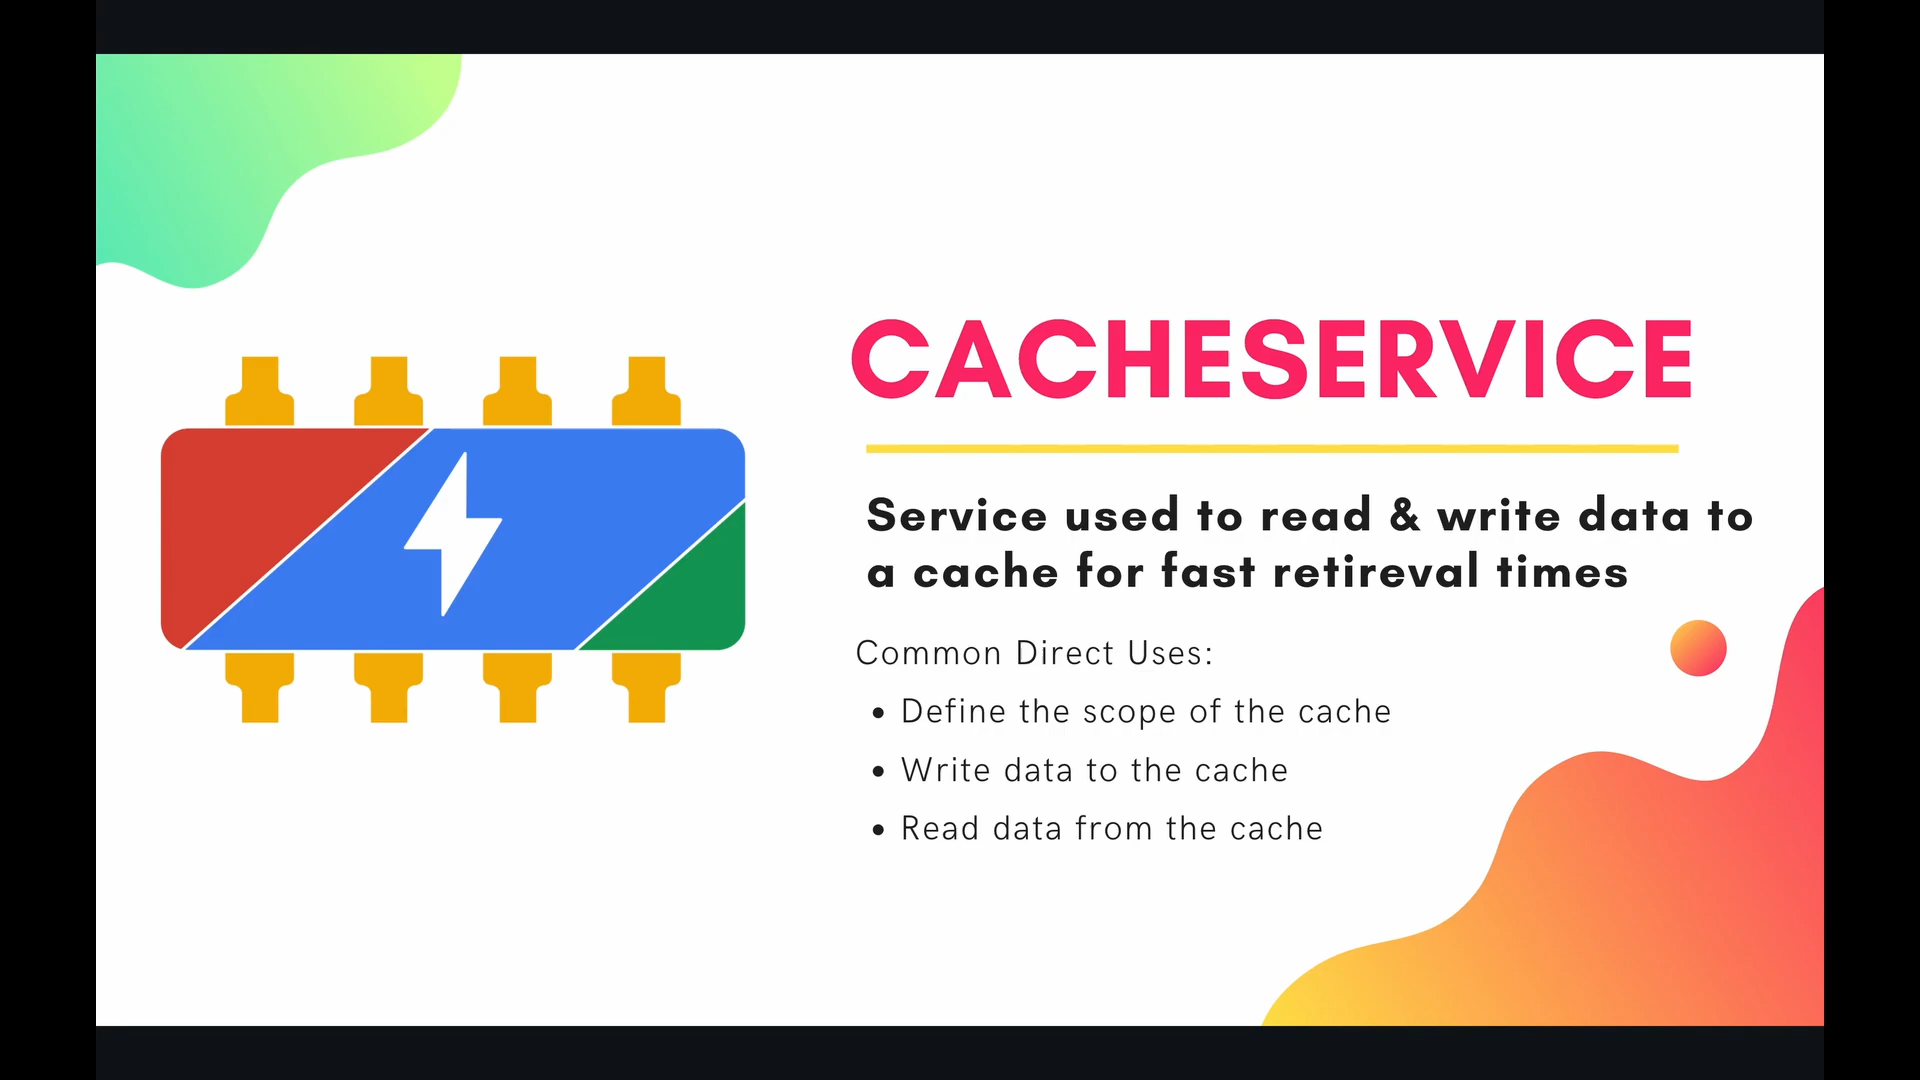 CACHESERVICE
Service used to read & write data to
a cache for fast retireval times
Common Direct Uses:
• Define the scope of the cache
• Write data to the cache
• Read data from the cache